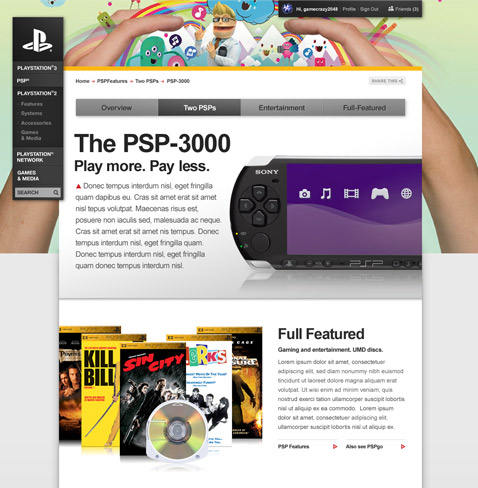 Hi, gamecrazy2048 Profile Sign Out Friends (3)
PLAYSTATION®3
PSP®
PLAYSTATION®2
Features
Systems
Accessories
Games
& Media
PLAYSTATION®
NETWORK
GAMES
& MEDIA
SEARCH
Home PSPFeatures Two PSPs PSP-3000
SHARE THIS
Overview Two PSPs Entertainment Full-Featured
The PSP-3000
Play more. Pay less.
Donec tempus interdum nisl, eget fringilla
quam dapibus eu. Cras sit amet erat sit amet
nisl tepus volutpat. Maecenas risus est,
posuere non iaculis sed, malesuada ac neque.
Cras sit amet erat sit amet nis tempus. Donec
tempus interdum nisl, eget fringilla quam.
Donec tempus interdum nisl, eget fringilla
quam tempus interdum nisl.
SONY
KILL
BILL
SIN
CITY
CAGE
Full Featured
Gaming and entertainment. UMD discs.
Lorem ipsum dolor sit amet, consectetuer
adipiscing elit, sed diam nonummy nibh euismod
tincidunt ut laoreet dolore magna aliquam erat
volutpat. Ut wisi enim ad minim veniam, quis
nostrud exerci tation ullamcorper suscipit lobortis
nisl ut aliquip ex ea commodo. Lorem ipsum
dolor sit amet, consectetuer adipiscing elit.
ullamcorper suscipit lobortis nisl ut aliquip ex.
PSP Features Also see PSPgo